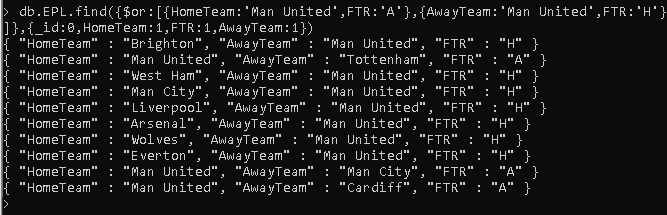 > db.EPL.find({$or:[{HomeTeam:'Man United',FTR:'A'},{AwayTeam:'Man United',FTR:'H'}
]},{_id:0,HomeTeam:1,FTR:1,AwayTeam:1})
{ "HomeTeam" : "Brighton", "AwayTeam" : "Man United", "FTR" : "H" }
{ "HomeTeam" : "Man United", "AwayTeam" : "Tottenham", "FTR" : "A" }
{ "HomeTeam" : "West Ham", "AwayTeam" : "Man United", "FTR" : "H" }
{ "HomeTeam" : "Man City", "AwayTeam" : "Man United", "FTR" : "H" }
{ "HomeTeam" : "Liverpool", "AwayTeam" : "Man United", "FTR" : "H" }
{ "HomeTeam" : "Arsenal", "AwayTeam" : "Man United", "FTR" : "H" }
{ "HomeTeam" : "Wolves", "AwayTeam" : "Man United", "FTR" : "H" }
{ "HomeTeam" : "Everton", "AwayTeam" : "Man United", "FTR" : "H" }
{ "HomeTeam" : "Man United", "AwayTeam" : "Man City", "FTR" : "A" }
{ "HomeTeam" : "Man United", "AwayTeam" : "Cardiff", "FTR" : "A" }
>